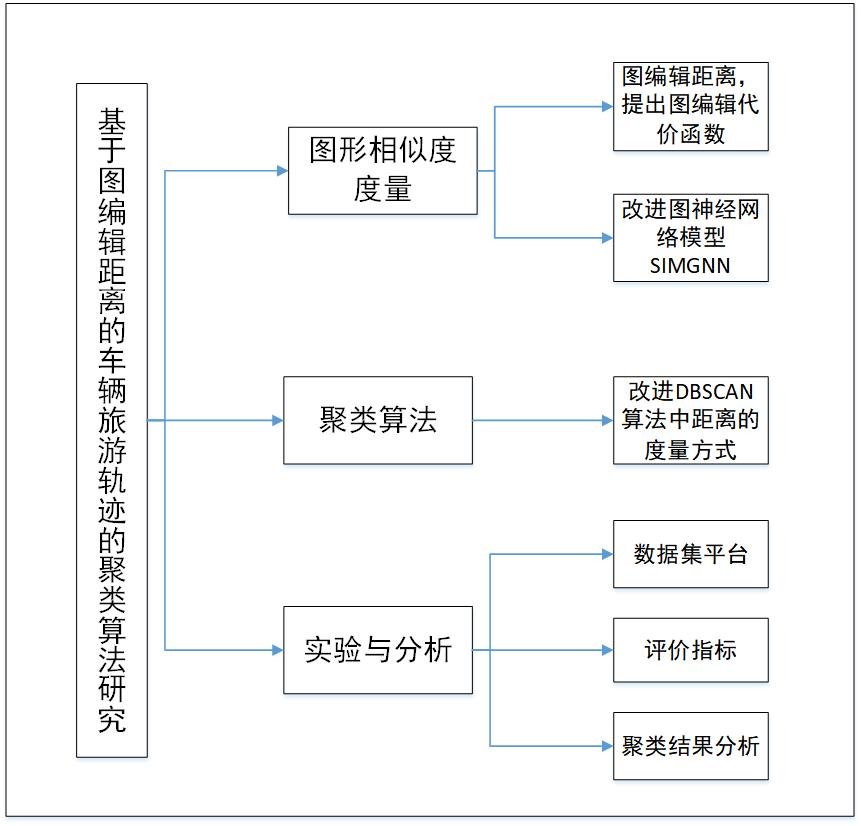 基于图编辑距离的车辆旅游轨迹的聚类算法研究
图形相似度
度量
图编辑距离，
提出图编辑代
价函数
改进图神经网
络模型
SIMGNN
聚类算法
改进DBSCAN
算法中距离的
度量方式
实验与分析
数据集平台
评价指标
聚类结果分析